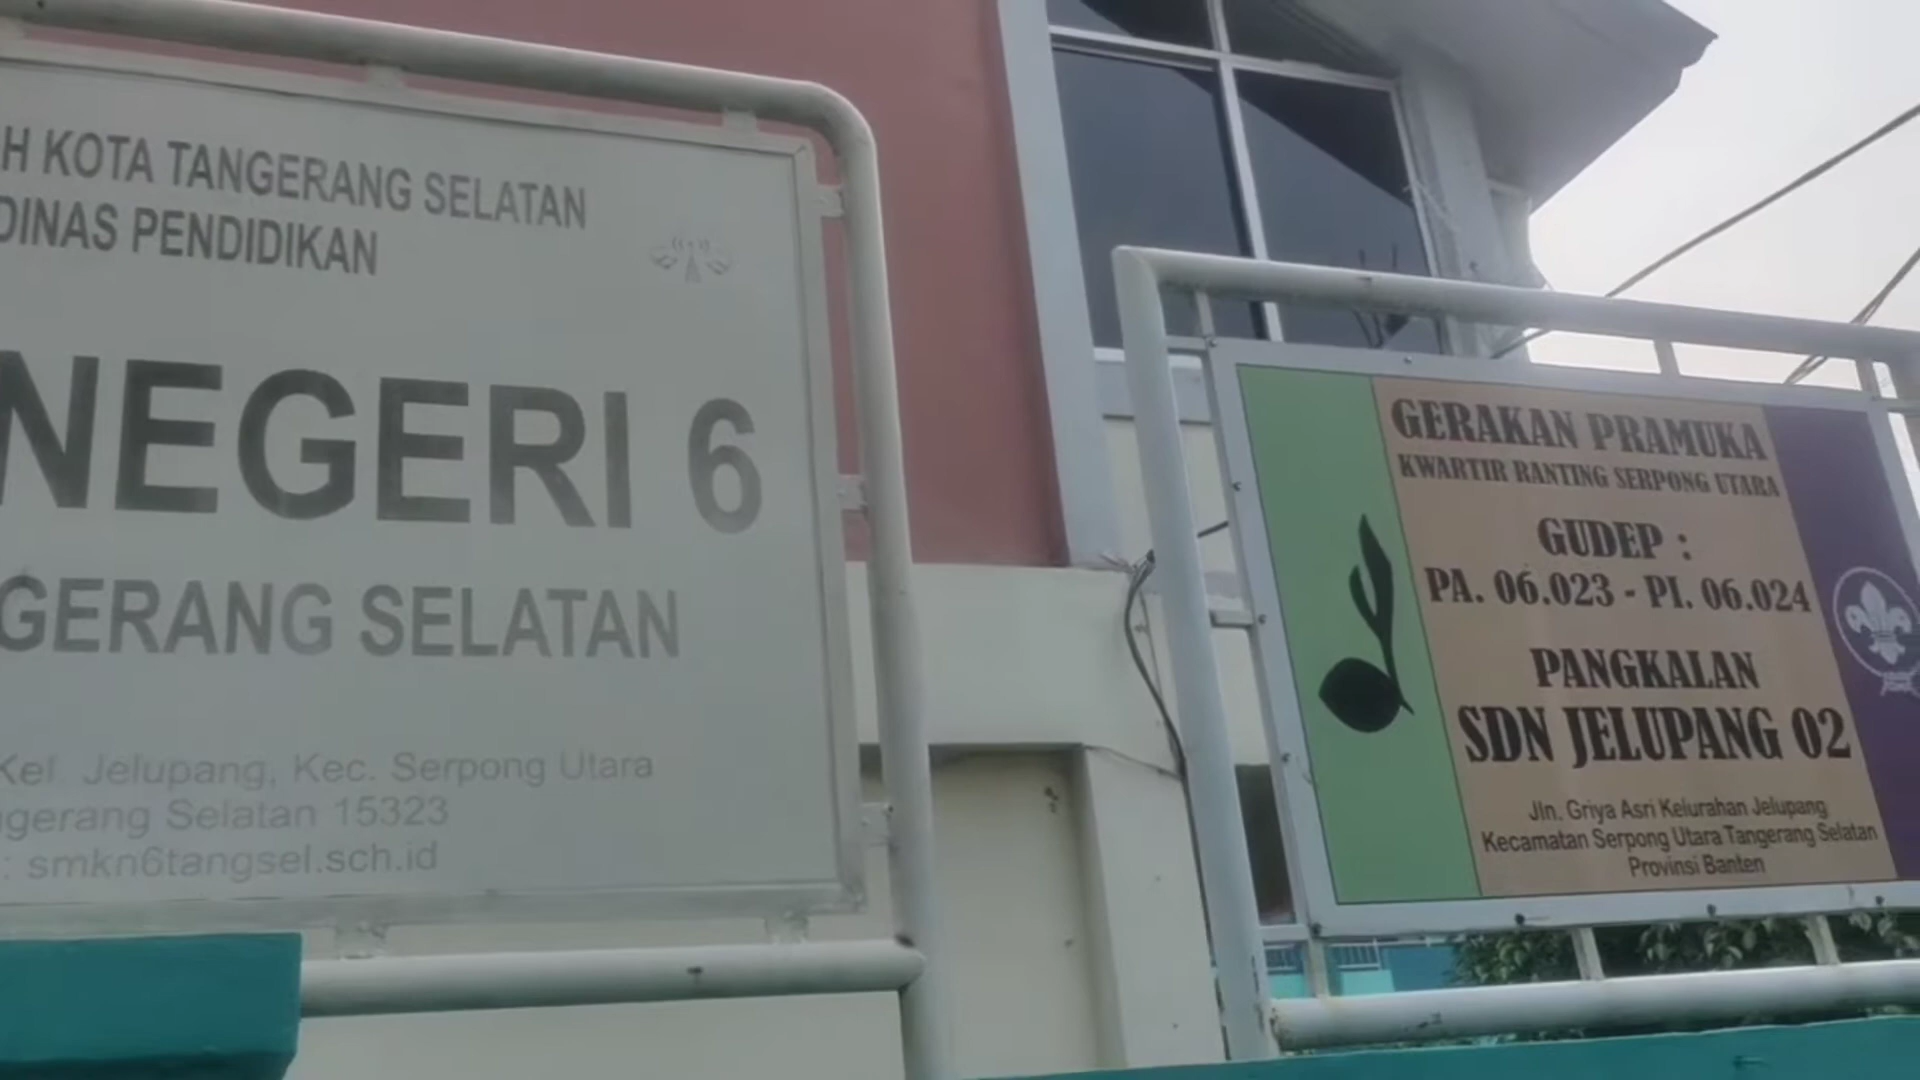 H KOTA TANGERANG SELATAN
DINAS PENDIDIKAN
NEGERI 6
GERANG SELATAN
Kel. Jelupang, Kec. Serpong Utara
ngerang Selatan 15323
: smkn6tangsel.sch.id
GERAKAN PRAMUKA
KWARTIR RANTING SERPONG UTARA
GUDEP :
PA. 06.023 - PI. 06.024
PANGKALAN
SDN JELUPANG 02
Jln. Griya Asri Kelurahan Jelupang
Kecamatan Serpong Utara Tangerang Selatan
Provinsi Banten